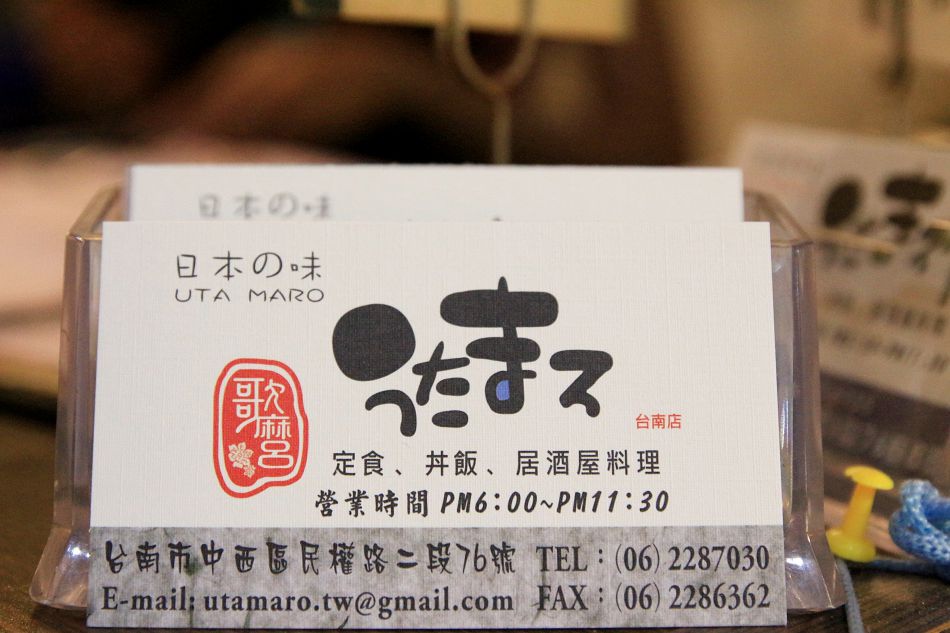 日本の味
日本の味
UTA MARO
うたまろ
台南店
歌麻呂
定食、丼飯、居酒屋料理
營業時間 PM6:00~PM11:30
台南市中西區民權路二段76號 TEL：(06) 2287030
E-mail: utamaro.tw@gmail.com FAX：(06) 2286362